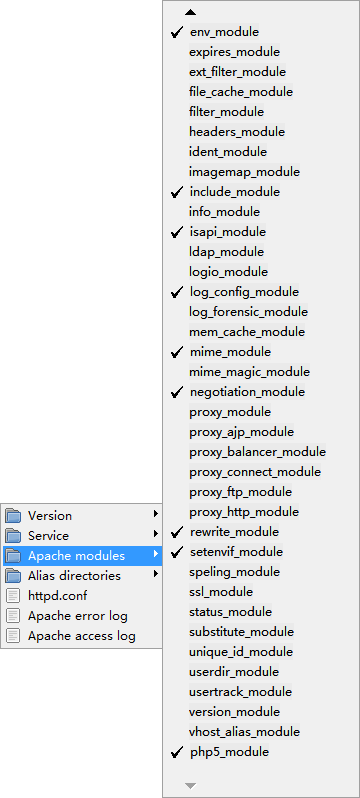 env_module
expires_module
ext_filter_module
file_cache_module
filter_module
headers_module
ident_module
imagemap_module
include_module
info_module
isapi_module
ldap_module
logio_module
log_config_module
log_forensic_module
mem_cache_module
mime_module
mime_magic_module
negotiation_module
proxy_module
proxy_ajp_module
proxy_balancer_module
proxy_connect_module
proxy_ftp_module
proxy_http_module
rewrite_module
setenvif_module
speling_module
ssl_module
status_module
substitute_module
unique_id_module
userdir_module
usertrack_module
version_module
vhost_alias_module
php5_module
Version
Service
Apache modules
Alias directories
httpd.conf
Apache error log
Apache access log